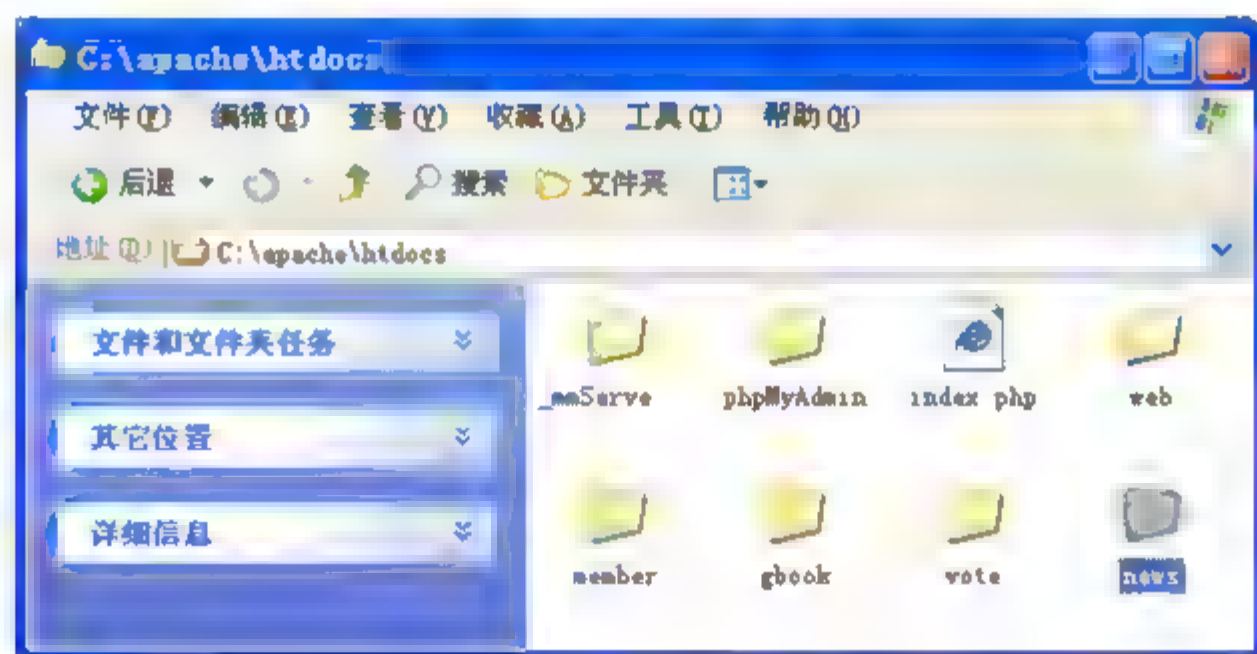 C:\apache\htdocs
文件(F) 编辑(E) 查看(V) 收藏(A) 工具(T) 帮助(H)
后退 搜索 文件夹
地址(D) C:\apache\htdocs
文件和文件夹任务
其它位置
详细信息
_mmServe phpMyAdmin index php web
member gbook vote news